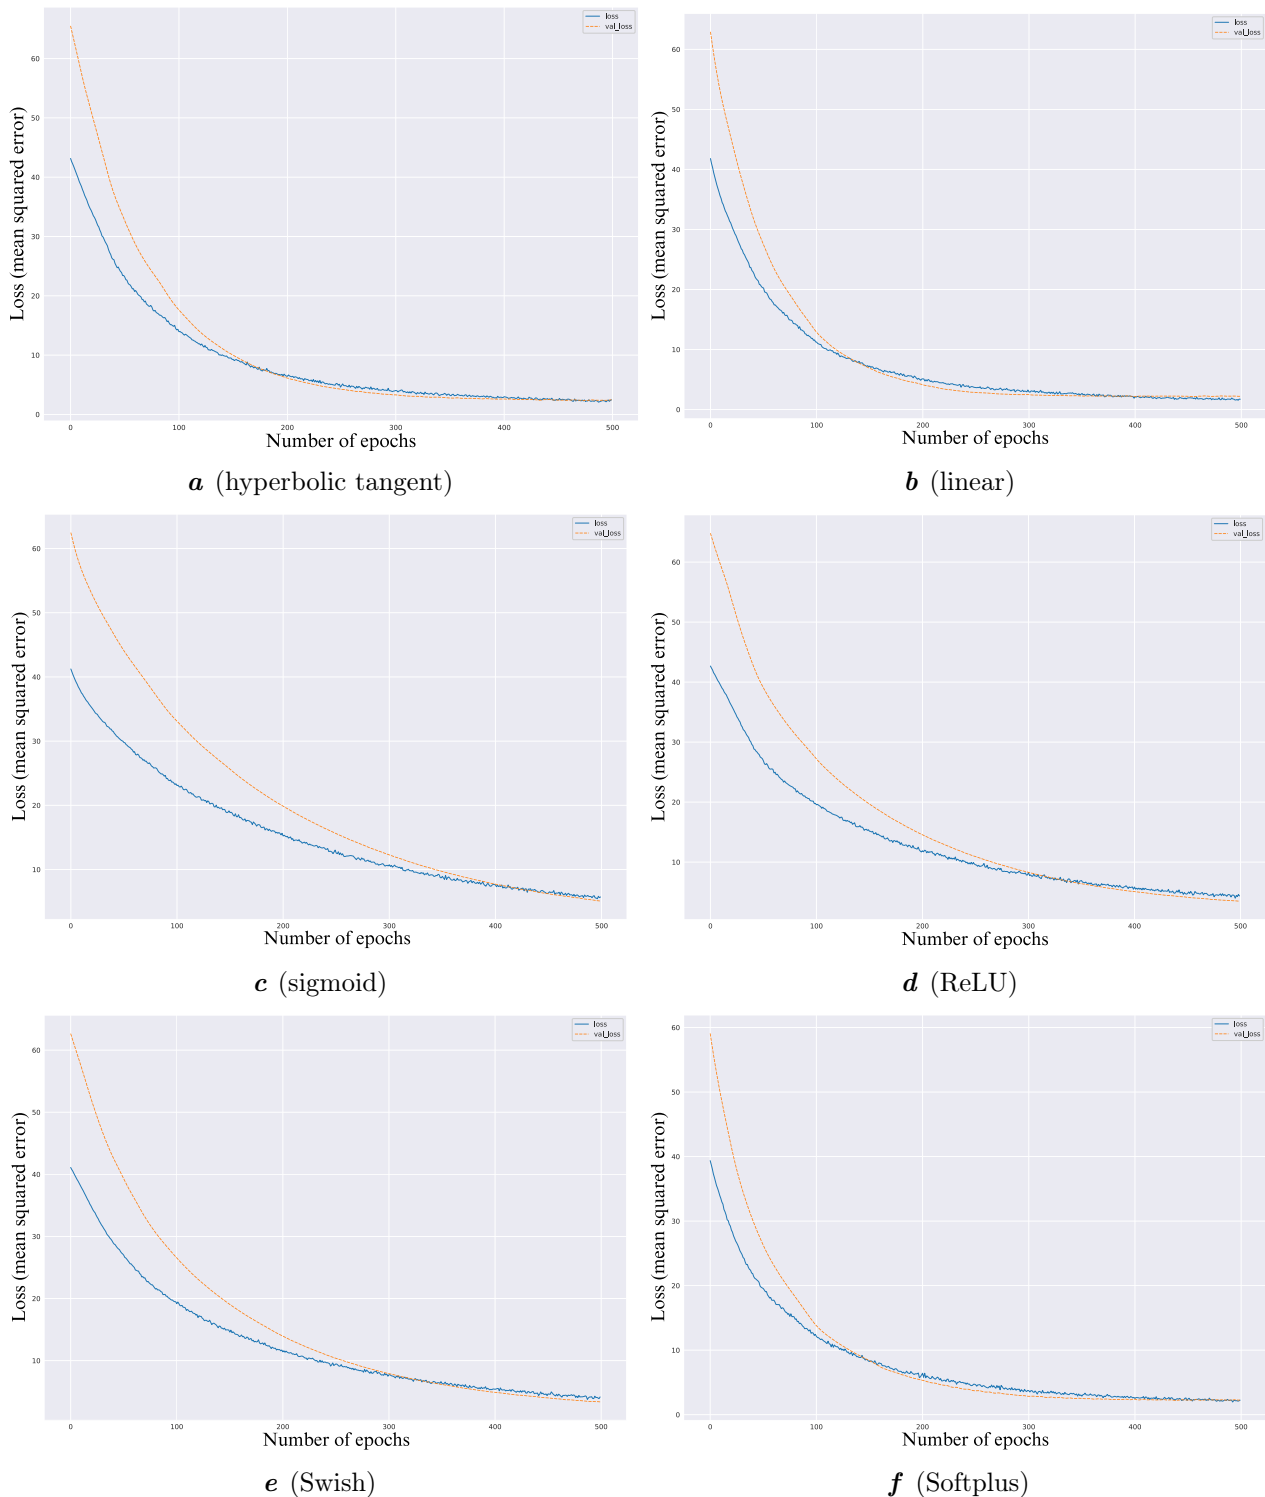 loss
val_loss
60
50
40
30
20
10
0
Loss (mean squared error)
0 100 200 300 400 500
Number of epochs
a (hyperbolic tangent)
loss
val_loss
60
50
40
30
20
10
0
Loss (mean squared error)
0 100 200 300 400 500
Number of epochs
b (linear)
loss
val_loss
60
50
40
30
20
10
Loss (mean squared error)
0 100 200 300 400 500
Number of epochs
c (sigmoid)
loss
val_loss
60
50
40
30
20
10
Loss (mean squared error)
0 100 200 300 400 500
Number of epochs
d (ReLU)
loss
val_loss
60
50
40
30
20
10
Loss (mean squared error)
0 100 200 300 400 500
Number of epochs
e (Swish)
loss
val_loss
60
50
40
30
20
10
0
Loss (mean squared error)
0 100 200 300 400 500
Number of epochs
f (Softplus)